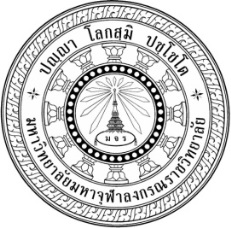 ปญฺญา โลกสฺมิ ปชฺโชโต
ม จ ร
มหาวิทยาลัยมหาจุฬาลงกรณราชวิทยาลัย